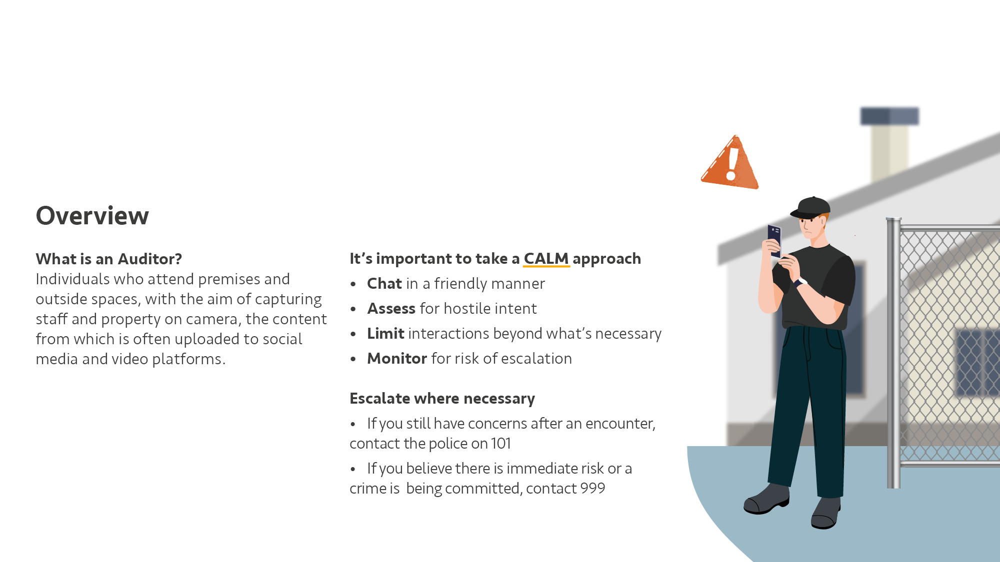 Overview
What is an Auditor?
Individuals who attend premises and
outside spaces, with the aim of capturing
staff and property on camera, the content
from which is often uploaded to social
media and video platforms.
It’s important to take a CALM approach
• Chat in a friendly manner
• Assess for hostile intent
• Limit interactions beyond what’s necessary
• Monitor for risk of escalation
Escalate where necessary
• If you still have concerns after an encounter,
contact the police on 101
• If you believe there is immediate risk or a
crime is  being committed, contact 999